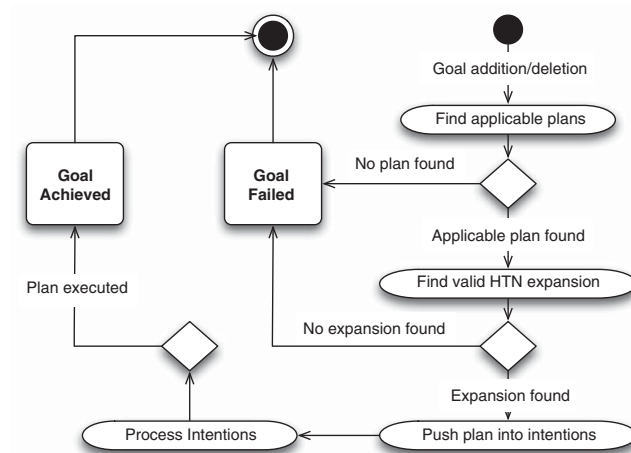 Goal addition/deletion
Find applicable plans
No plan found
Goal
Achieved
Goal
Failed
Applicable plan found
Find valid HTN expansion
Plan executed
No expansion found
Expansion found
Process Intentions
Push plan into intentions